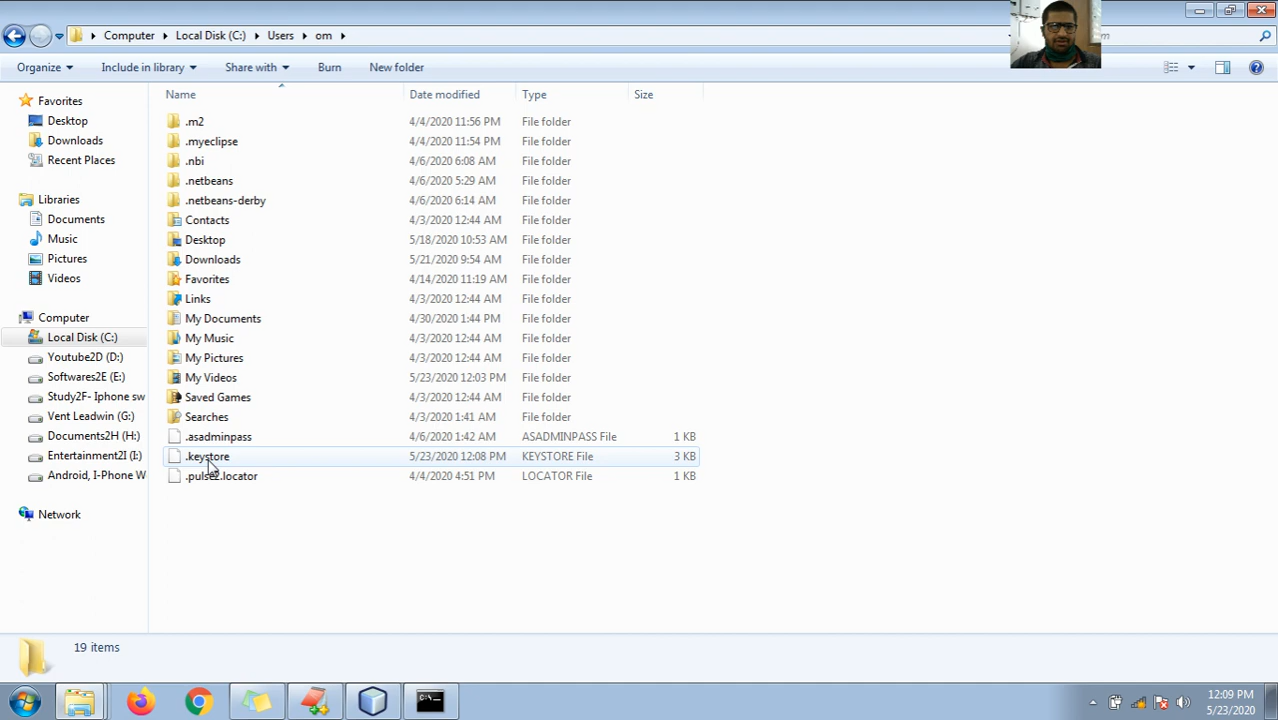 Computer Local Disk (C:) Users om m
Organize Include in library Share with Burn New folder
Name Date modified Type Size
Favorites
Desktop
Downloads
Recent Places
Libraries
Documents
Music
Pictures
Videos
Computer
Local Disk (C:)
Youtube2D (D:)
Softwares2E (E:)
Study2F- Iphone sw
Vent Leadwin (G:)
Documents2H (H:)
Entertainment2I (I:)
Android, I-Phone W
Network
.m2 4/4/2020 11:56 PM File folder
.myeclipse 4/4/2020 11:54 PM File folder
.nbi 4/6/2020 6:08 AM File folder
.netbeans 4/6/2020 5:29 AM File folder
.netbeans-derby 4/6/2020 6:14 AM File folder
Contacts 4/3/2020 12:44 AM File folder
Desktop 5/18/2020 10:53 AM File folder
Downloads 5/21/2020 9:54 AM File folder
Favorites 4/14/2020 11:19 AM File folder
Links 4/3/2020 12:44 AM File folder
My Documents 4/30/2020 1:44 PM File folder
My Music 4/3/2020 12:44 AM File folder
My Pictures 4/3/2020 12:44 AM File folder
My Videos 5/23/2020 12:03 PM File folder
Saved Games 4/3/2020 12:44 AM File folder
Searches 4/3/2020 1:41 AM File folder
.asadminpass 4/6/2020 1:42 AM ASADMINPASS File 1 KB
.keystore 5/23/2020 12:08 PM KEYSTORE File 3 KB
.pulse2.locator 4/4/2020 4:51 PM LOCATOR File 1 KB
19 items
C:\
12:09 PM
5/23/2020